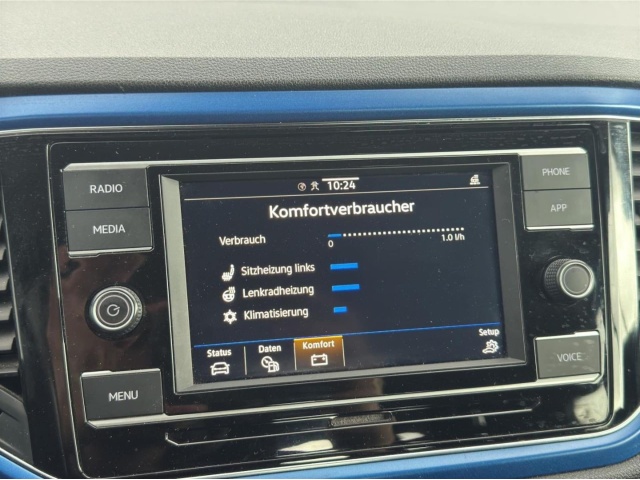 RADIO
MEDIA
MENU
10:24
Komfortverbraucher
Verbrauch
0
1.0 l/h
Sitzheizung links
Lenkradheizung
Klimatisierung
Status
Daten
Komfort
Setup
PHONE
APP
VOICE